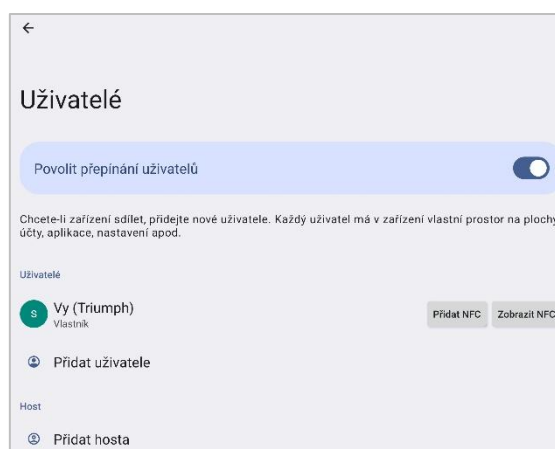 Uživatelé
Povolit přepínání uživatelů
Chcete-li zařízení sdílet, přidejte nové uživatele. Každý uživatel má v zařízení vlastní prostor na plochy
účty, aplikace, nastavení apod.
Uživatelé
S Vy (Triumph)
Vlastník
Přidat NFC Zobrazit NFC
Přidat uživatele
Host
Přidat hosta